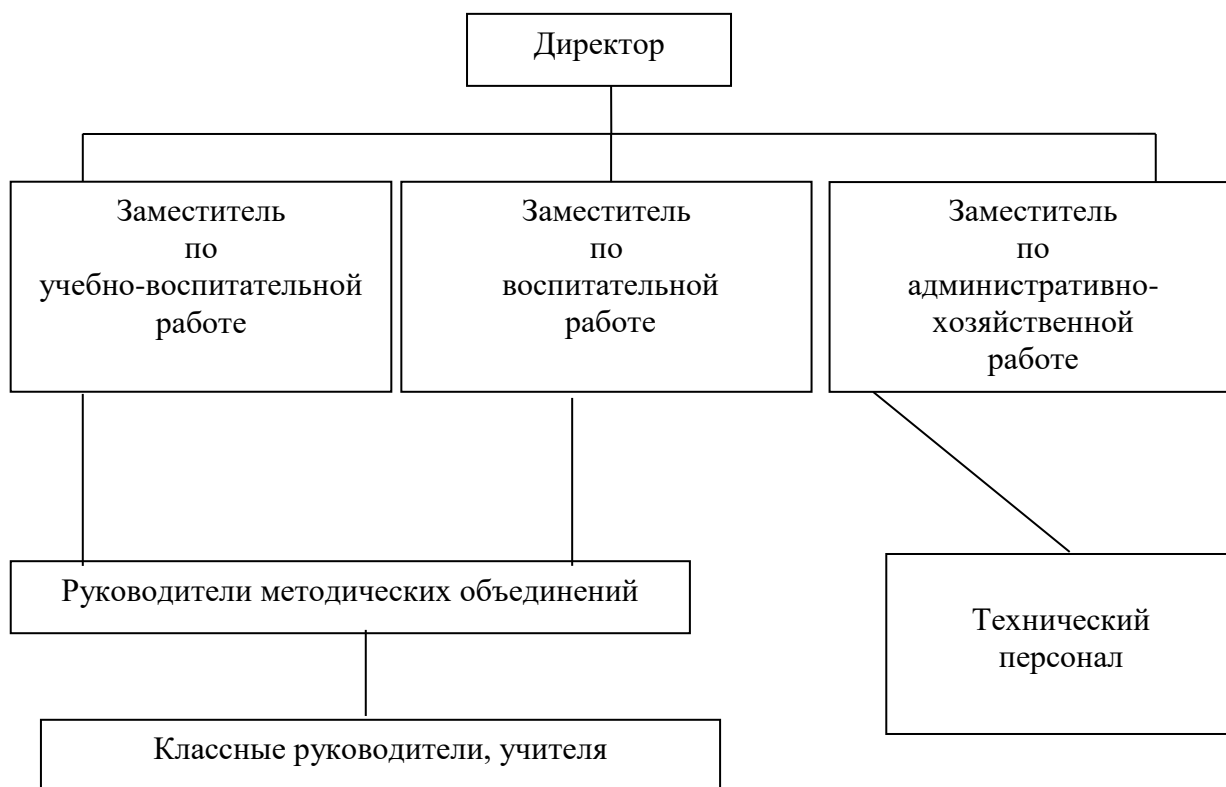 Директор
Заместитель
по
учебно-воспитательной
работе
Заместитель
по
воспитательной
работе
Заместитель
по
административно-
хозяйственной
работе
Руководители методических объединений
Технический
персонал
Классные руководители, учителя